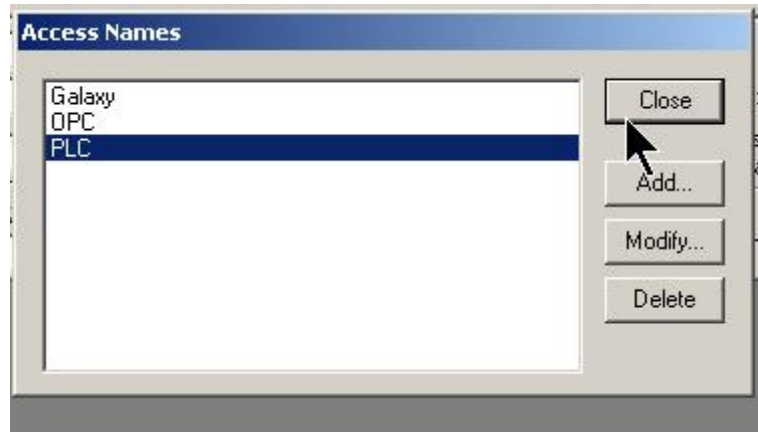 Access Names
Galaxy
OPC
PLC
Close
Add...
Modify...
Delete